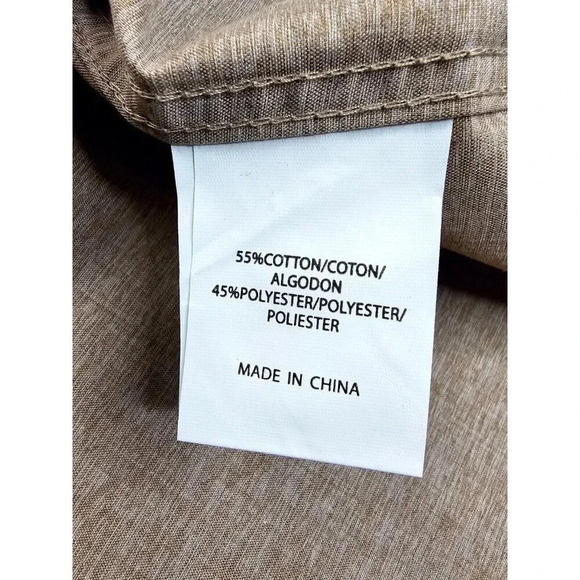 55%COTTON/COTON/
ALGODON
45%POLYESTER/POLYESTER/
POLIESTER
MADE IN CHINA